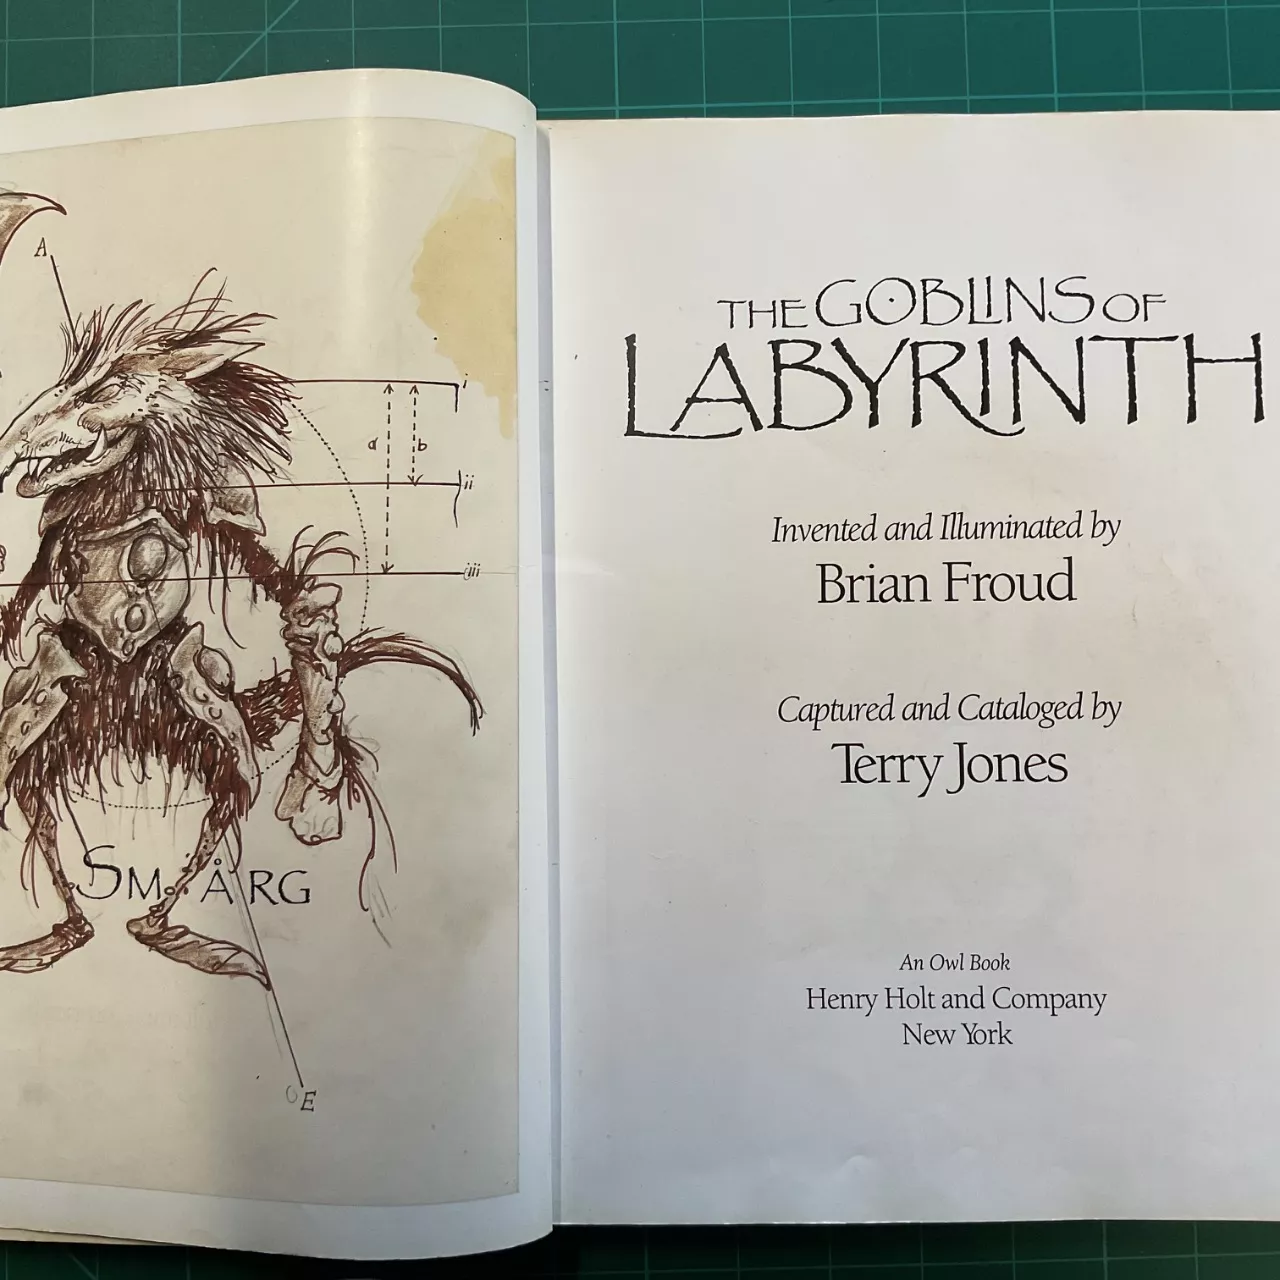 A
i
a
b
ii
iii
SM ÅRG
E
THE GOBLINS OF
LABYRINTH
Invented and Illuminated by
Brian Froud
Captured and Cataloged by
Terry Jones
An Owl Book
Henry Holt and Company
New York